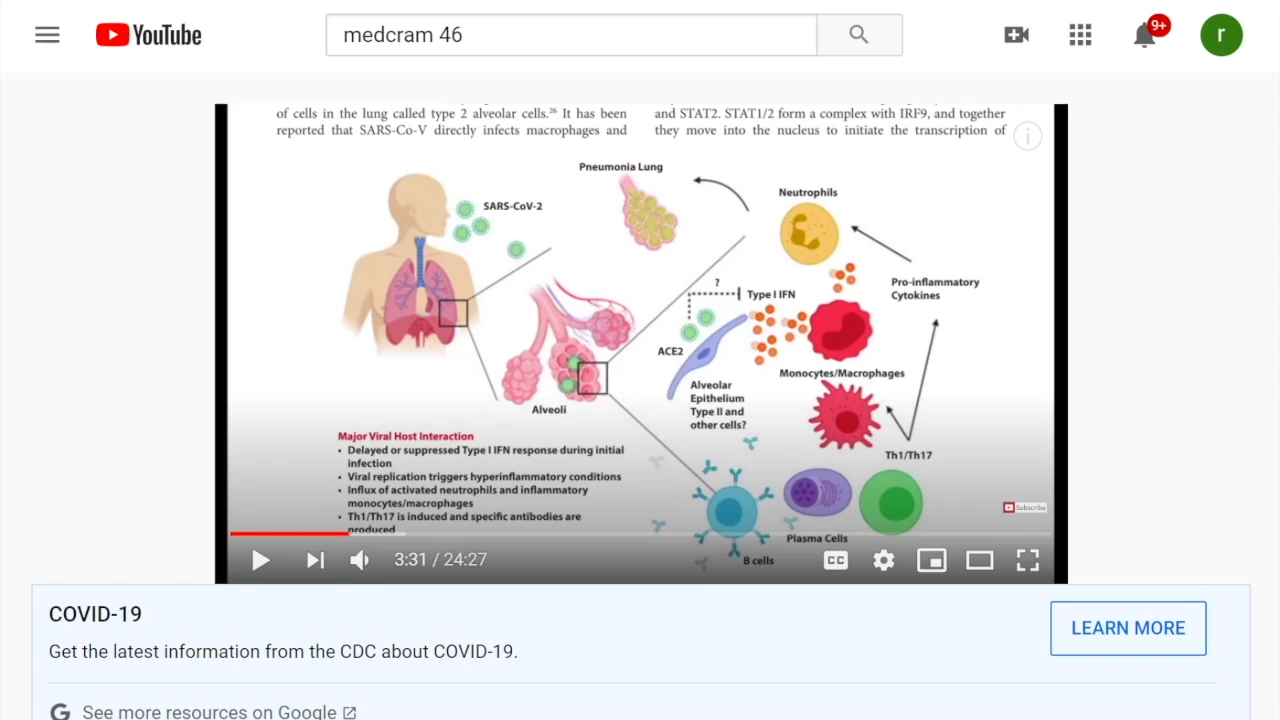 YouTube
medcram 46
9+
r
of cells in the lung called type 2 alveolar cells.26 It has been
reported that SARS-Co-V directly infects macrophages and
and STAT2. STAT1/2 form a complex with IRF9, and together
they move into the nucleus to initiate the transcription of
i
Pneumonia Lung
SARS-CoV-2
Neutrophils
Pro-inflammatory
Cytokines
?
Type I IFN
ACE2
Monocytes/Macrophages
Alveolar
Epithelium
Type II and
other cells?
Alveoli
Th1/Th17
Major Viral Host Interaction
• Delayed or suppressed Type I IFN response during initial
infection
• Viral replication triggers hyperinflammatory conditions
• Influx of activated neutrophils and inflammatory
monocytes/macrophages
• Th1/Th17 is induced and specific antibodies are
produced
Subscribe
Plasma Cells
B cells
3:31 / 24:27
CC
COVID-19
Get the latest information from the CDC about COVID-19.
LEARN MORE
G See more resources on Google